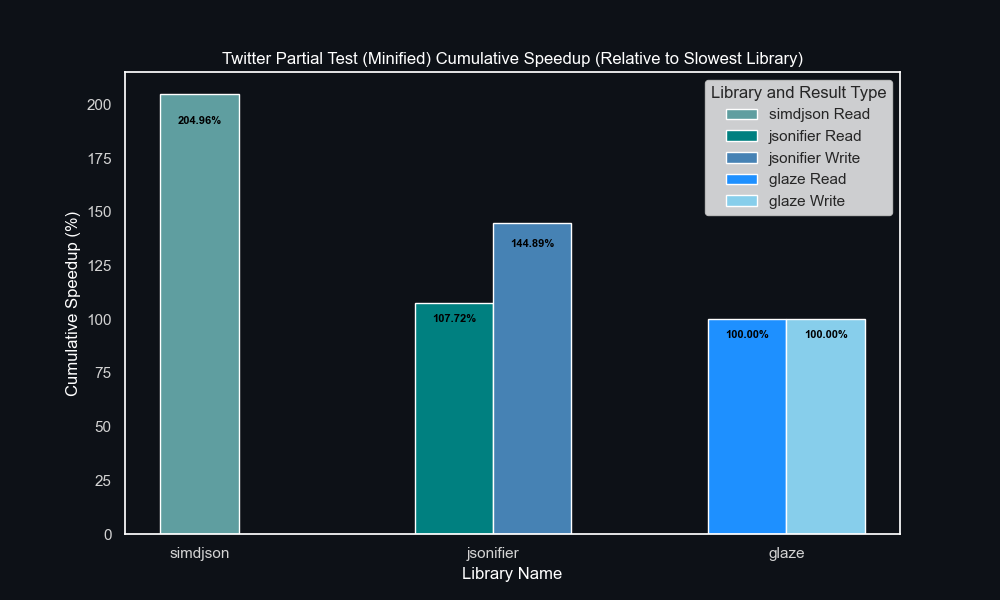 Twitter Partial Test (Minified) Cumulative Speedup (Relative to Slowest Library)
Library and Result Type
simdjson Read
jsonifier Read
jsonifier Write
glaze Read
glaze Write
Cumulative Speedup (%)
200
175
150
125
100
75
50
25
0
204.96%
107.72%
144.89%
100.00%
100.00%
simdjson
jsonifier
glaze
Library Name